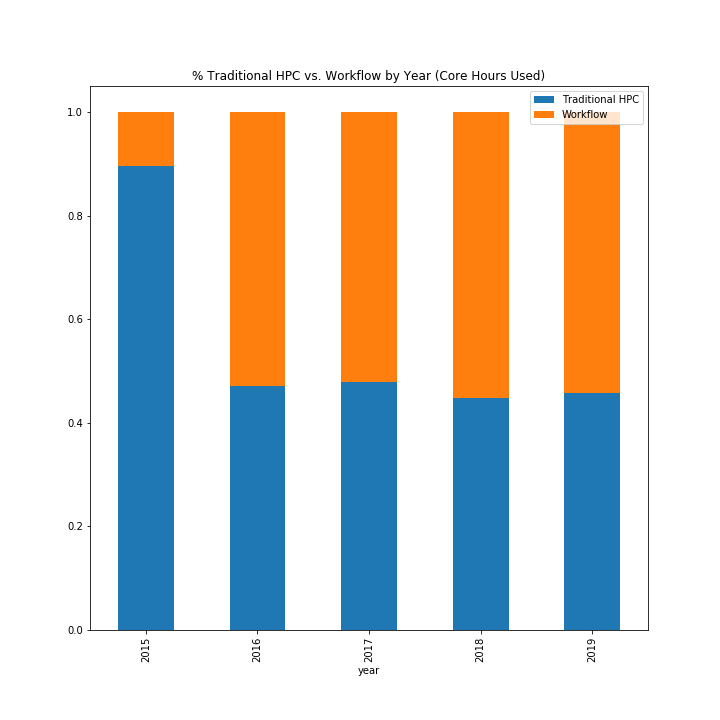 % Traditional HPC vs. Workflow by Year (Core Hours Used)
Traditional HPC
Workflow
1.0
0.8
0.6
0.4
0.2
0.0
2015
2016
2017
2018
2019
year